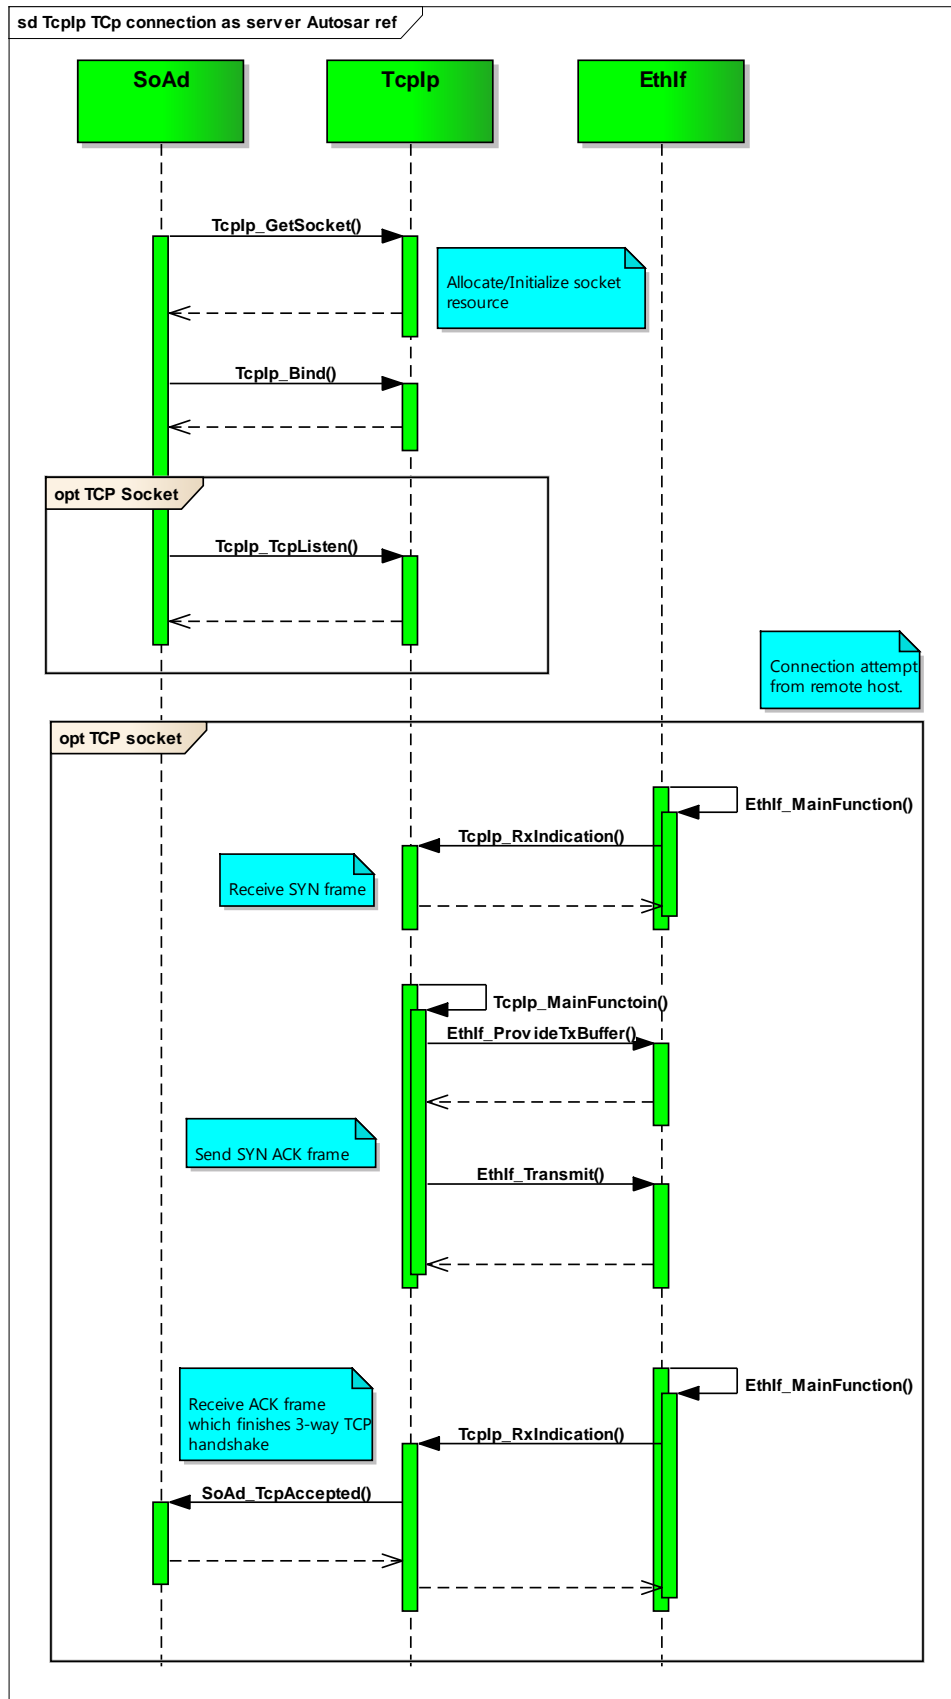 sd TcpIp TCp connection as server Autosar ref
SoAd
TcpIp
EthIf
TcpIp_GetSocket()
Allocate/Initialize socket
resource
TcpIp_Bind()
opt TCP Socket
TcpIp_TcpListen()
Connection attempt
from remote host.
opt TCP socket
EthIf_MainFunction()
TcpIp_RxIndication()
Receive SYN frame
TcpIp_MainFunctoin()
EthIf_ProvideTxBuffer()
Send SYN ACK frame
EthIf_Transmit()
EthIf_MainFunction()
Receive ACK frame
which finishes 3-way TCP
handshake
TcpIp_RxIndication()
SoAd_TcpAccepted()